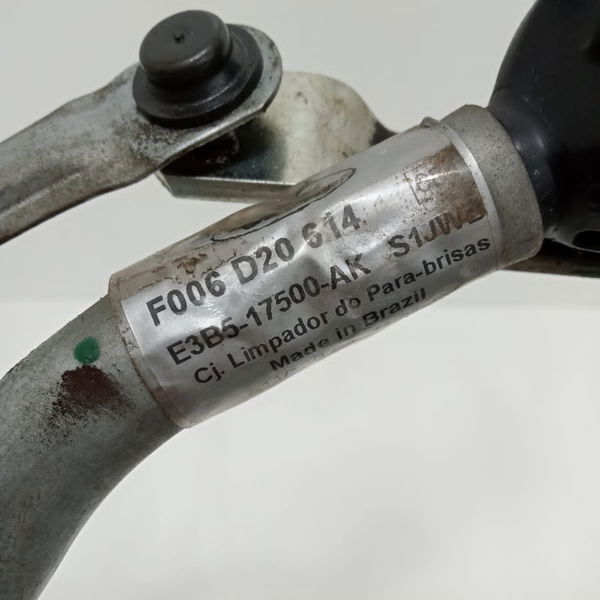 F006 D20 614
E3B5-17500-AK S1JW
Cj. Limpador do Para-brisas
Made in Brazil